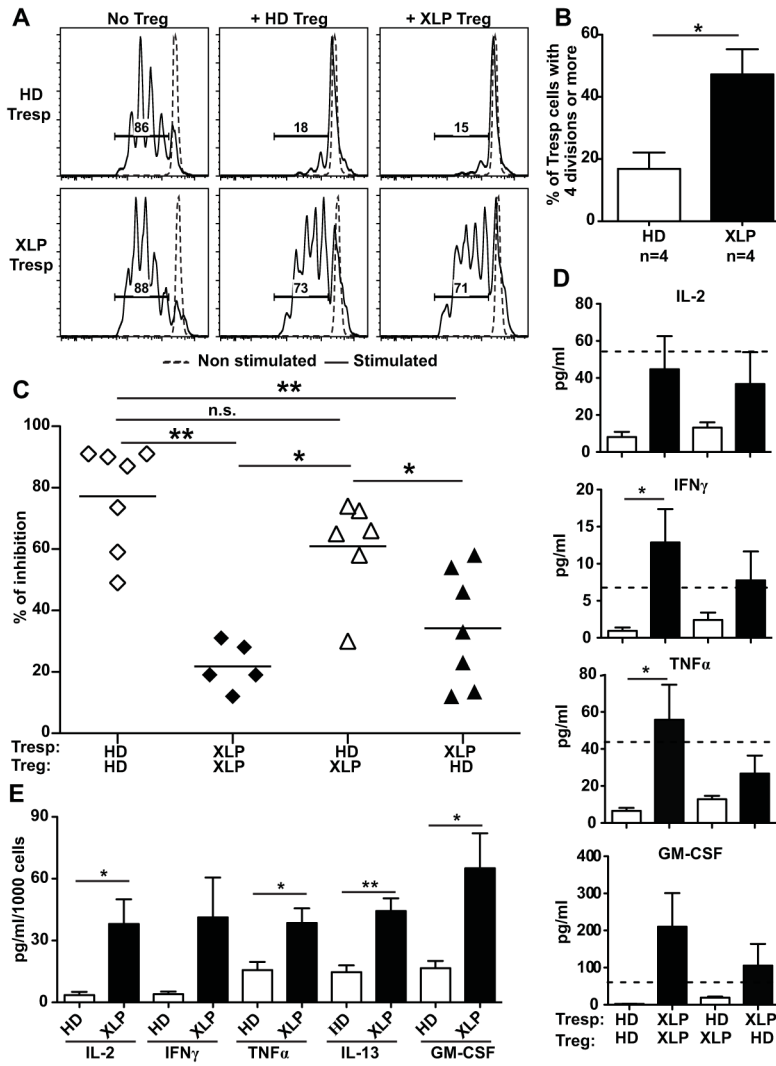 A
No Treg + HD Treg + XLP Treg
HD Tresp
86 18 15
XLP Tresp
88 73 71
Non stimulated Stimulated
B
% of Tresp cells with 4 divisions or more
60
40
20
0
*
HD XLP
n=4 n=4
C
% of inhibition
100
80
60
40
20
0
**
n.s.
** * *
Tresp: HD XLP HD XLP
Treg: HD XLP XLP HD
D
IL-2
pg/ml
80
60
40
20
0
IFNγ
pg/ml
20
15
10
5
0
*
TNFα
pg/ml
80
60
40
20
0
*
GM-CSF
pg/ml
400
300
200
100
0
Tresp: HD XLP HD XLP
Treg: HD XLP XLP HD
E
pg/ml/1000 cells
90
60
30
0
* * ** *
HD XLP HD XLP HD XLP HD XLP HD XLP
IL-2 IFNγ TNFα IL-13 GM-CSF